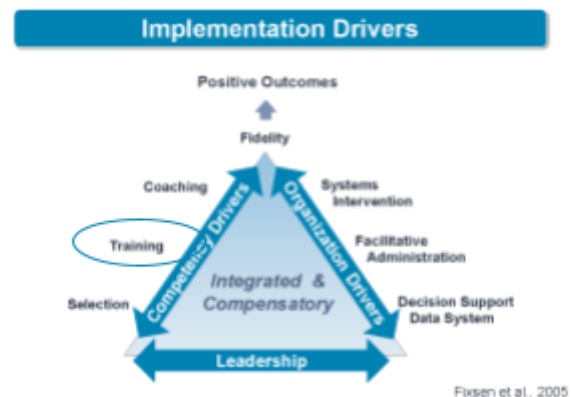 Implementation Drivers
Positive Outcomes
Fidelity
Coaching
Training
Selection
Competency Drivers
Integrated &
Compensatory
Organization Drivers
Systems
Intervention
Facilitative
Administration
Decision Support
Data System
Leadership
Fixsen et al., 2005